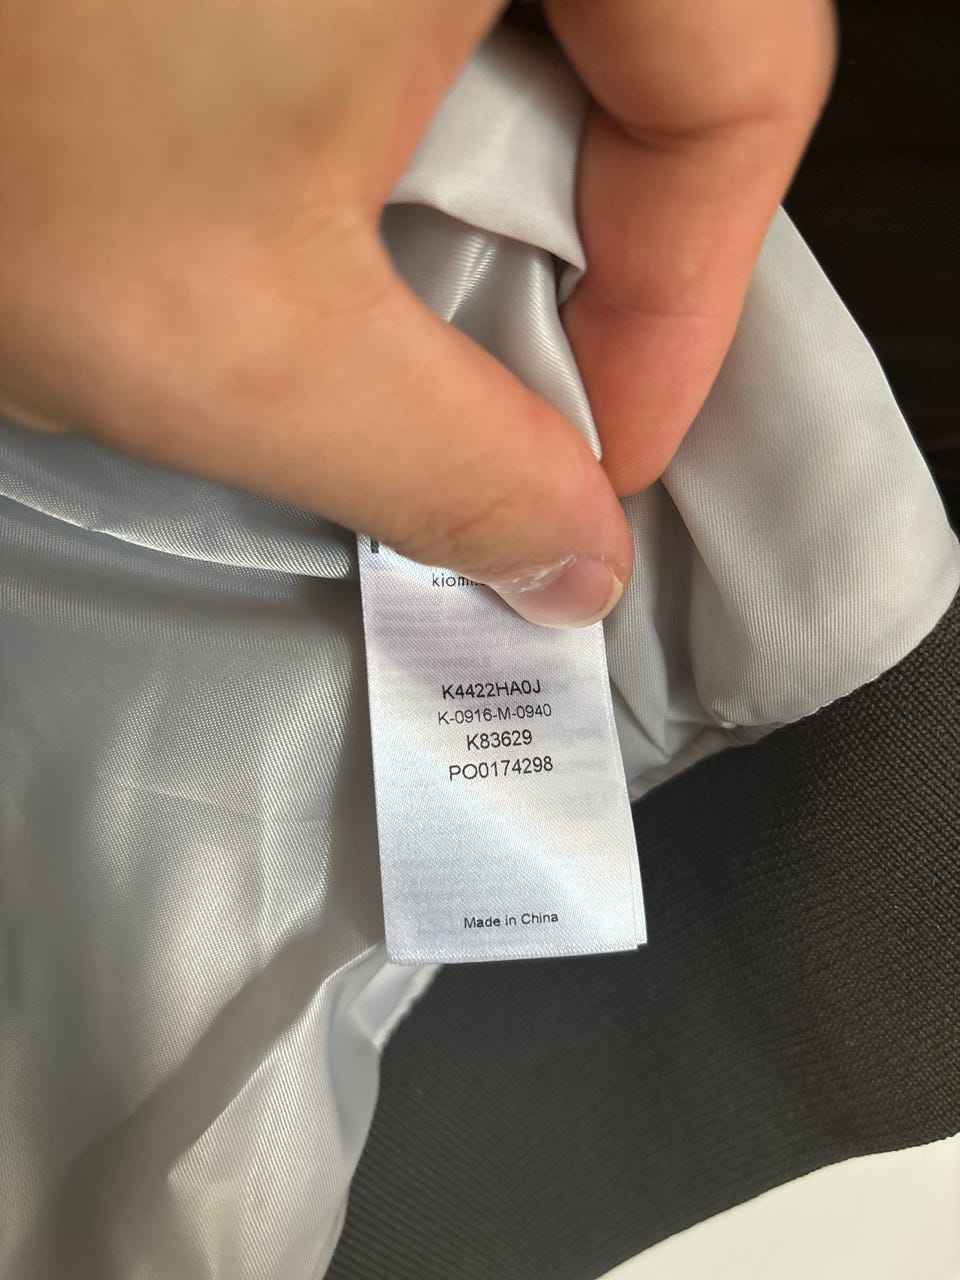 K4422HA0J
K-0916-M-0940
K83629
PO0174298
Made in China